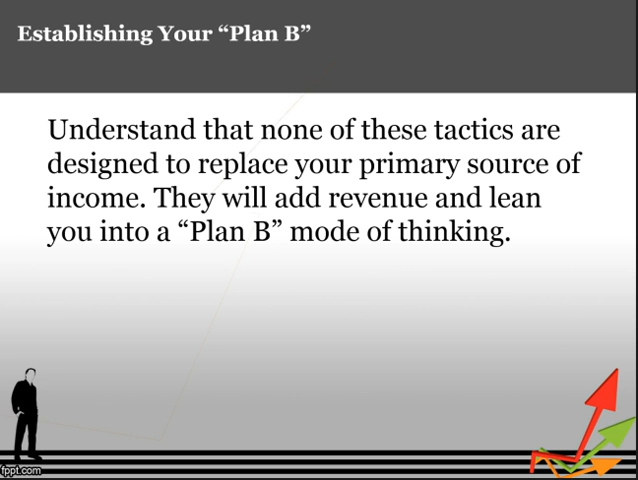 Establishing Your “Plan B”
Understand that none of these tactics are
designed to replace your primary source of
income. They will add revenue and lean
you into a “Plan B” mode of thinking.
fppt.com